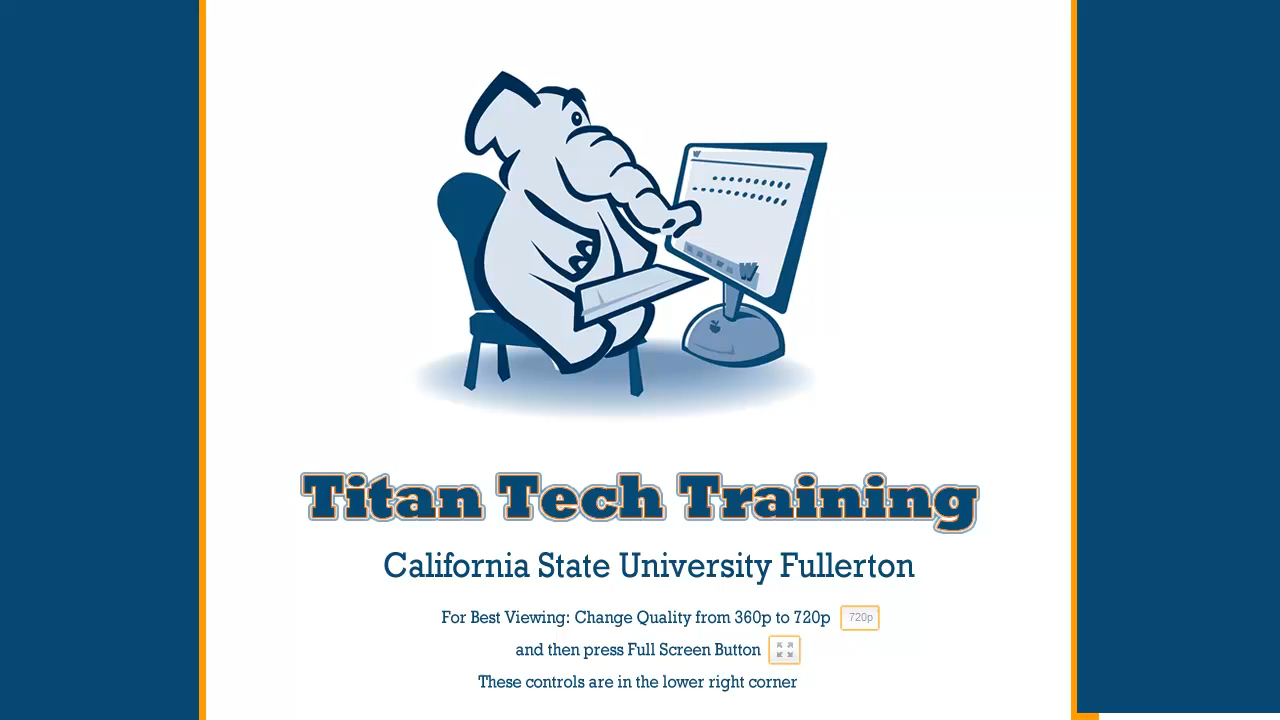 W
W
Titan Tech Training
California State University Fullerton
For Best Viewing: Change Quality from 360p to 720p 720p
and then press Full Screen Button
These controls are in the lower right corner